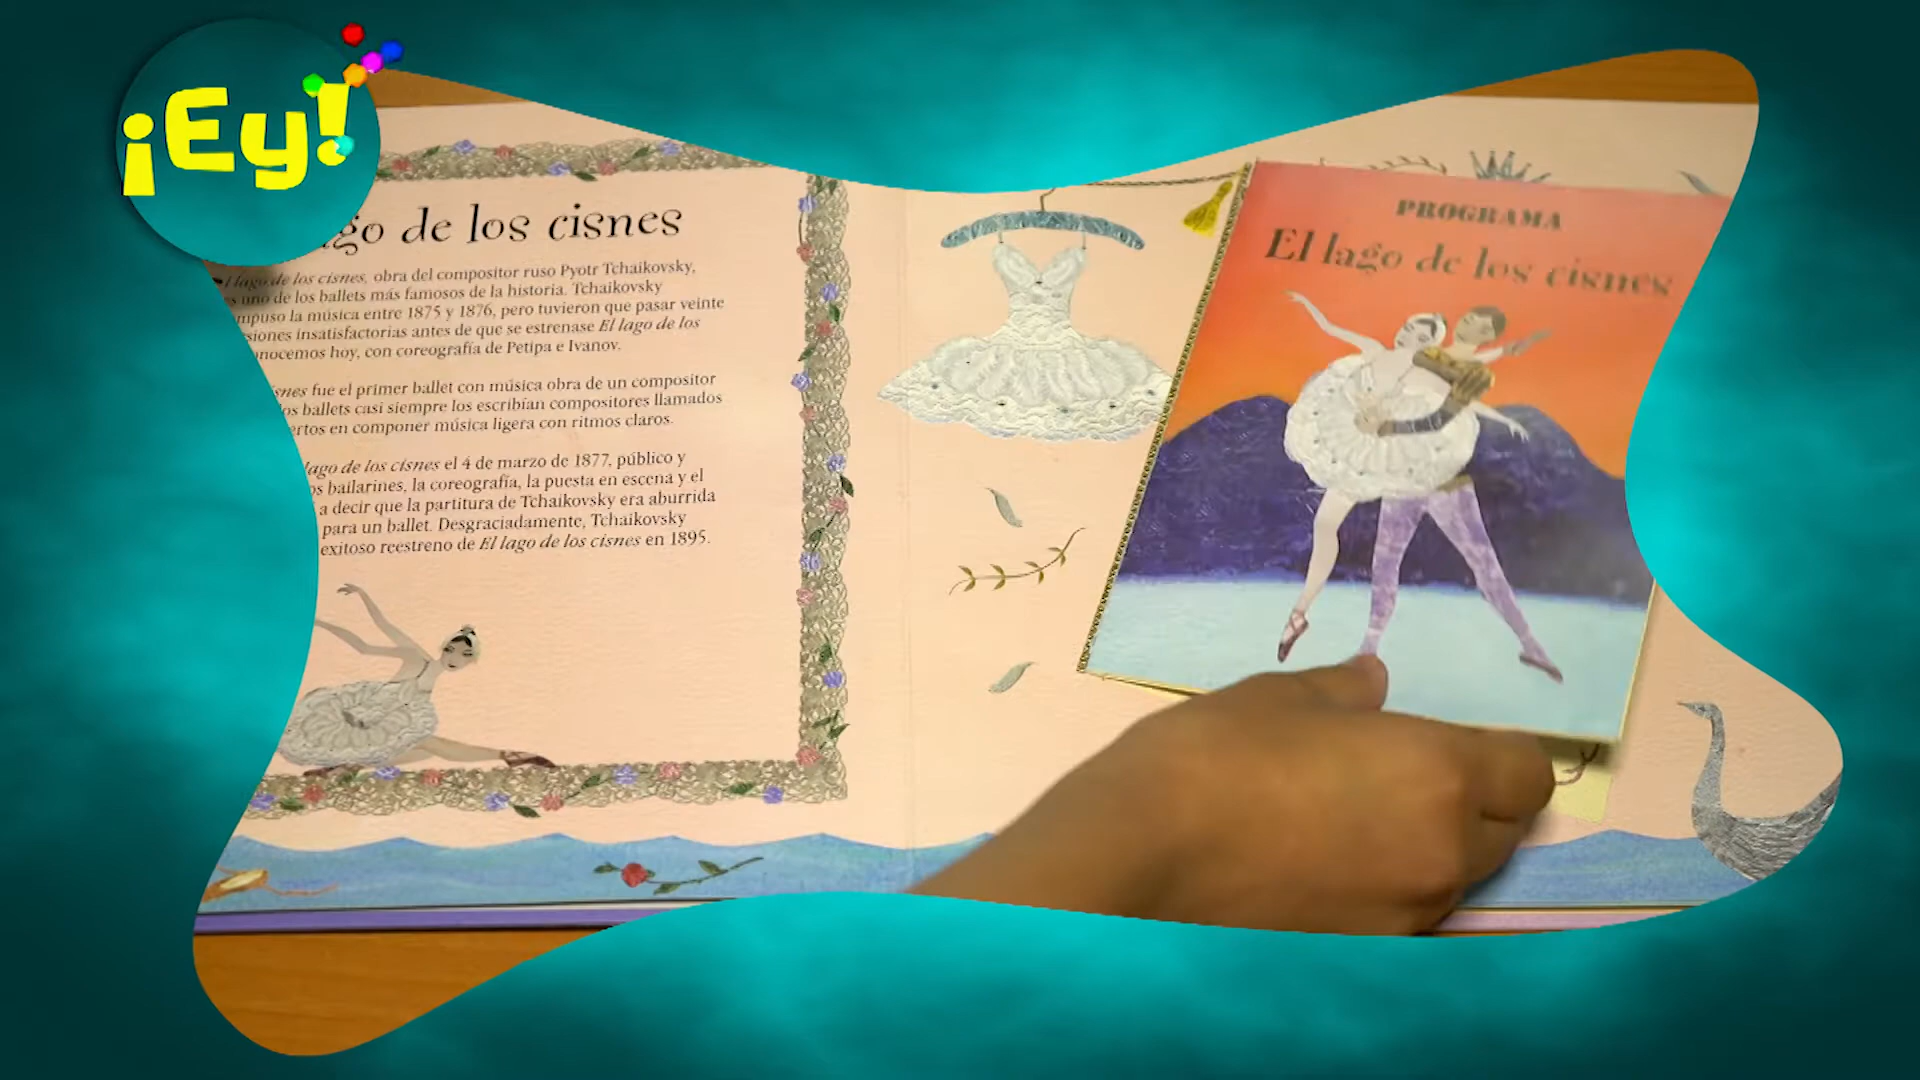 ¡Ey!
go de los cisnes
lago de los cisnes, obra del compositor ruso Pyotr Tchaikovsky,
es uno de los ballets más famosos de la historia. Tchaikovsky
mpuso la música entre 1875 y 1876, pero tuvieron que pasar veinte
siones insatisfactorias antes de que se estrenase El lago de los
nocemos hoy, con coreografía de Petipa e Ivanov.
nes fue el primer ballet con música obra de un compositor
os ballets casi siempre los escribían compositores llamados
ertos en componer música ligera con ritmos claros.
lago de los cisnes el 4 de marzo de 1877, público y
os bailarines, la coreografía, la puesta en escena y el
a decir que la partitura de Tchaikovsky era aburrida
para un ballet. Desgraciadamente, Tchaikovsky
exitoso reestreno de El lago de los cisnes en 1895.
PROGRAMA
El lago de los cisnes